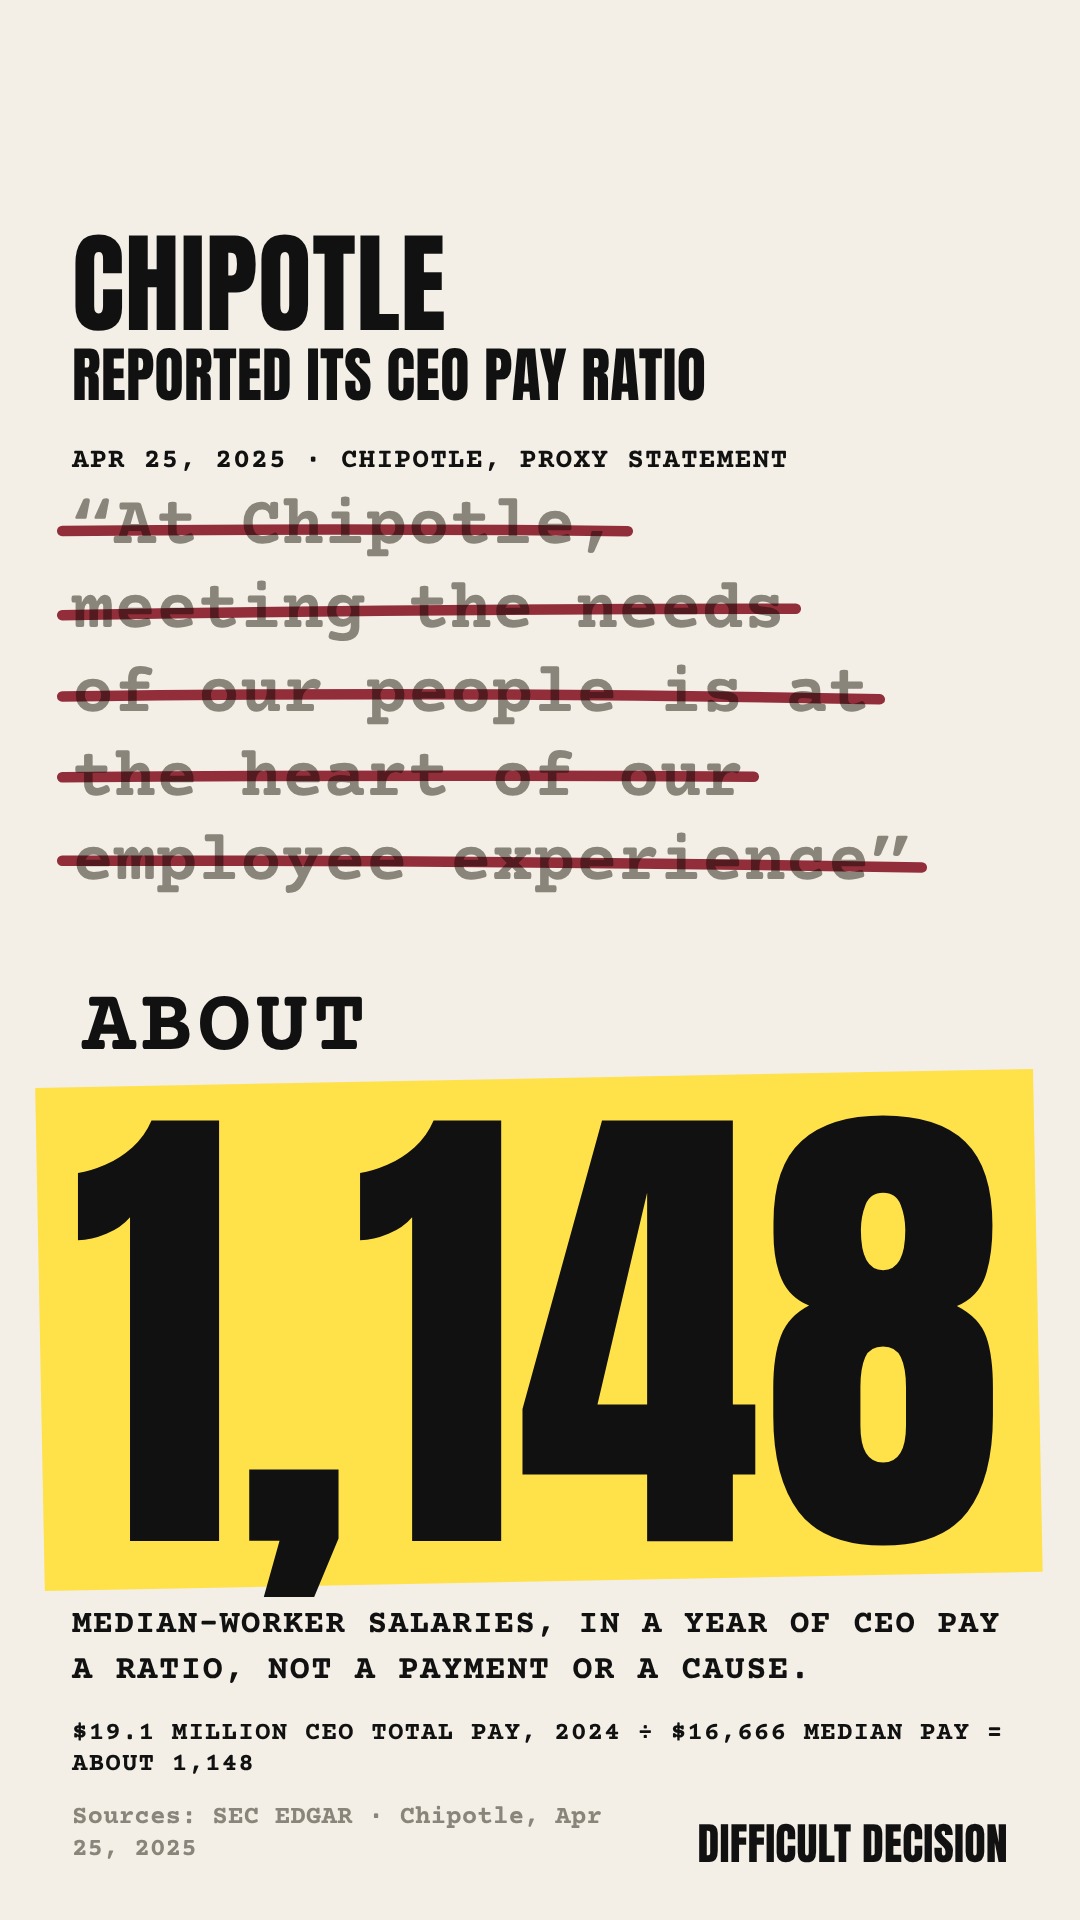 CHIPOTLE
REPORTED ITS CEO PAY RATIO
APR 25, 2025 · CHIPOTLE, PROXY STATEMENT
“At Chipotle,
meeting the needs
of our people is at
the heart of our
employee experience”
ABOUT
1,148
MEDIAN-WORKER SALARIES, IN A YEAR OF CEO PAY
A RATIO, NOT A PAYMENT OR A CAUSE.
$19.1 MILLION CEO TOTAL PAY, 2024 ÷ $16,666 MEDIAN PAY =
ABOUT 1,148
Sources: SEC EDGAR · Chipotle, Apr
25, 2025
DIFFICULT DECISION